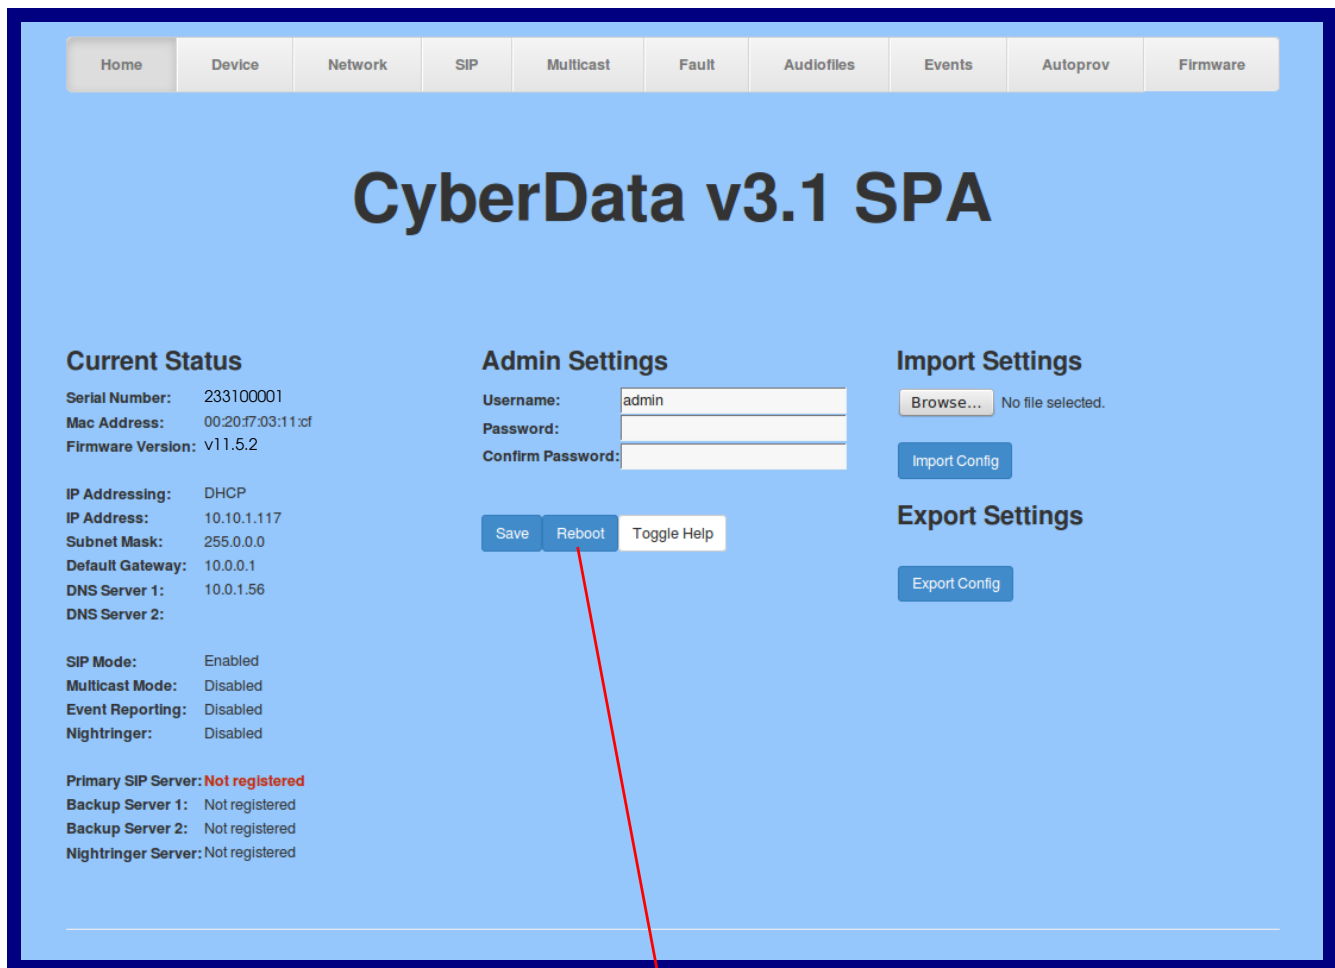 Home Device Network SIP Multicast Fault Audiofiles Events Autoprov Firmware
CyberData v3.1 SPA
Current Status
Serial Number: 233100001
Mac Address: 00:20:f7:03:11:cf
Firmware Version: v11.5.2
IP Addressing: DHCP
IP Address: 10.10.1.117
Subnet Mask: 255.0.0.0
Default Gateway: 10.0.0.1
DNS Server 1: 10.0.1.56
DNS Server 2:
SIP Mode: Enabled
Multicast Mode: Disabled
Event Reporting: Disabled
Nightringer: Disabled
Primary SIP Server: Not registered
Backup Server 1: Not registered
Backup Server 2: Not registered
Nightringer Server: Not registered
Admin Settings
Username: admin
Password:
Confirm Password:
Save Reboot Toggle Help
Import Settings
Browse... No file selected.
Import Config
Export Settings
Export Config